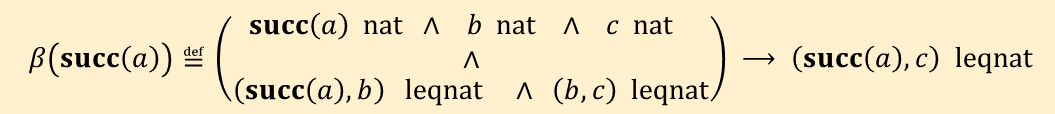 succ(a) nat ∧ b nat ∧ c nat
β(succ(a)) ≝ ( ∧ ) ⟶ (succ(a), c) leqnat
(succ(a), b) leqnat ∧ (b, c) leqnat